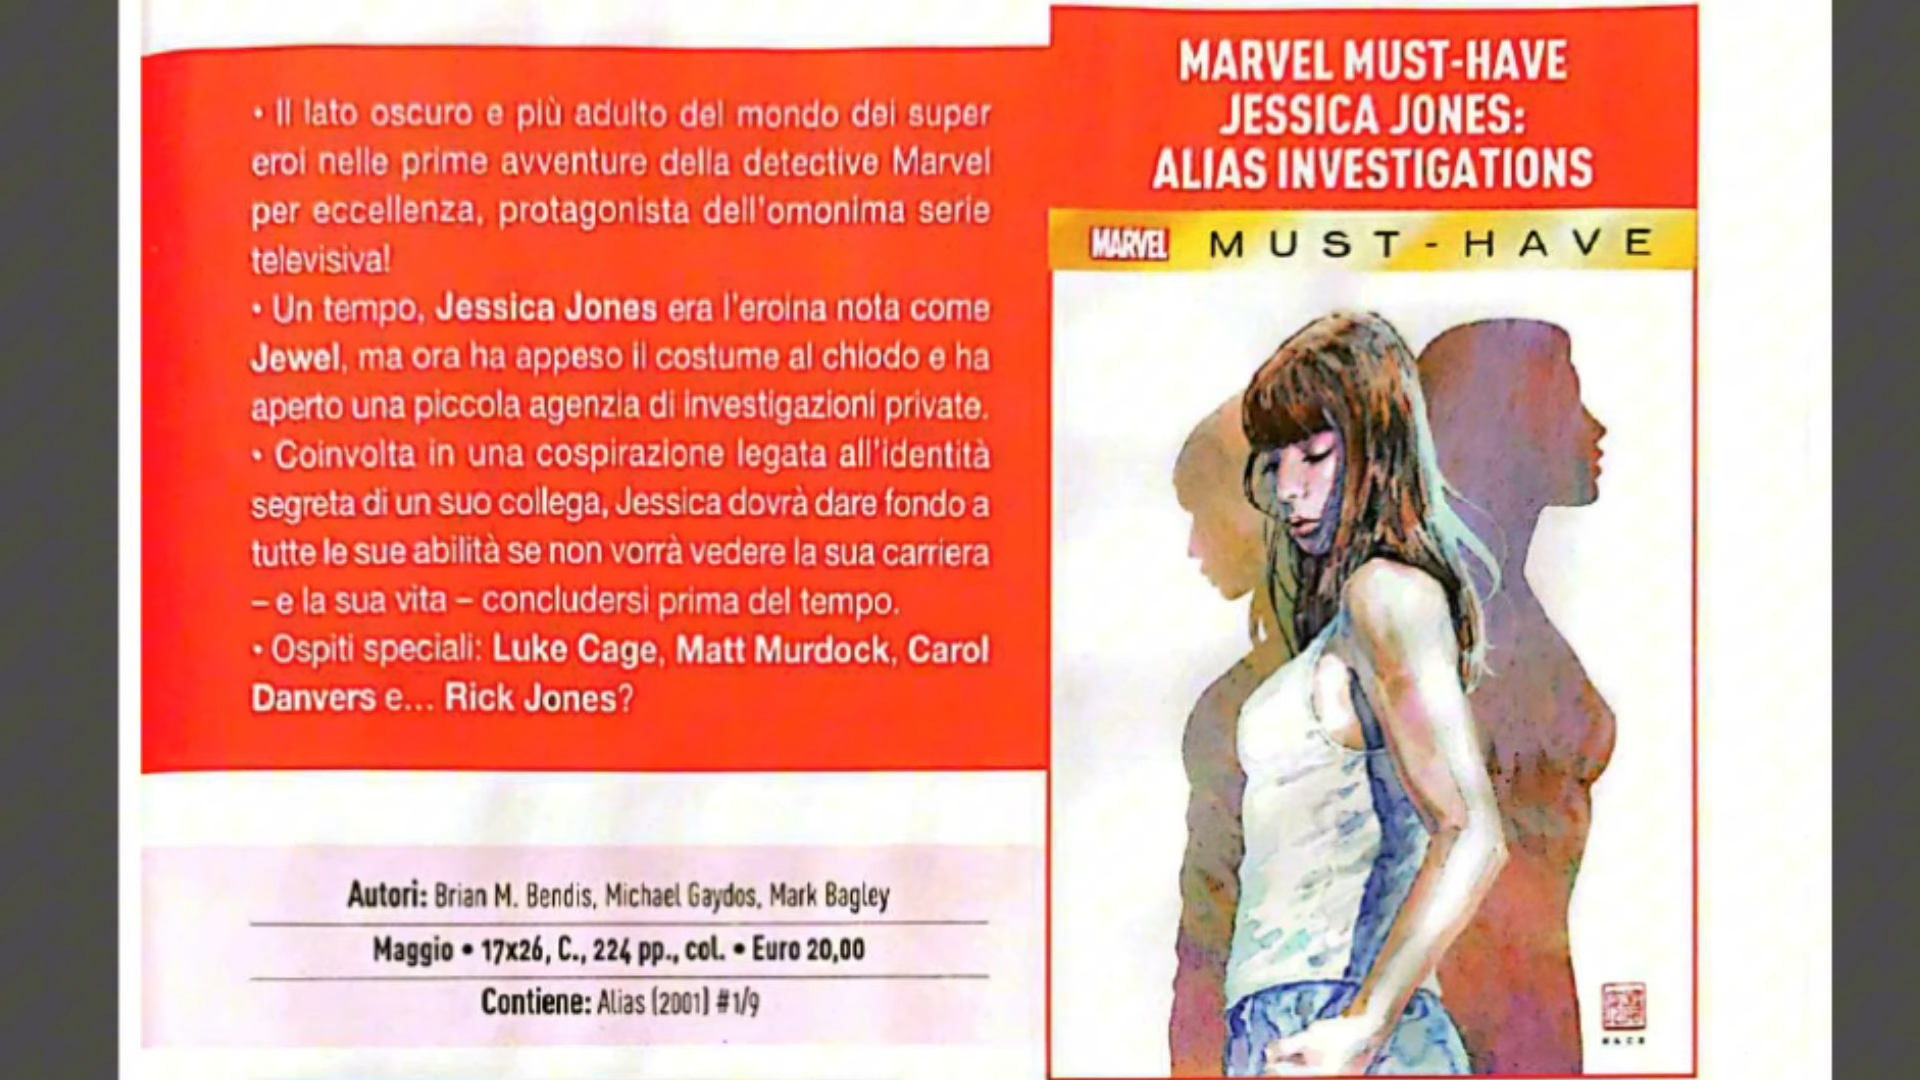 • Il lato oscuro e più adulto del mondo dei super
eroi nelle prime avventure della detective Marvel
per eccellenza, protagonista dell'omonima serie
televisiva!
• Un tempo, Jessica Jones era l'eroina nota come
Jewel, ma ora ha appeso il costume al chiodo e ha
aperto una piccola agenzia di investigazioni private.
• Coinvolta in una cospirazione legata all'identità
segreta di un suo collega, Jessica dovrà dare fondo a
tutte le sue abilità se non vorrà vedere la sua carriera
– e la sua vita – concludersi prima del tempo.
• Ospiti speciali: Luke Cage, Matt Murdock, Carol
Danvers e... Rick Jones?
Autori: Brian M. Bendis, Michael Gaydos, Mark Bagley
Maggio • 17x26, C., 224 pp., col. • Euro 20,00
Contiene: Alias (2001) #1/9
MARVEL MUST-HAVE
JESSICA JONES:
ALIAS INVESTIGATIONS
MARVEL MUST-HAVE